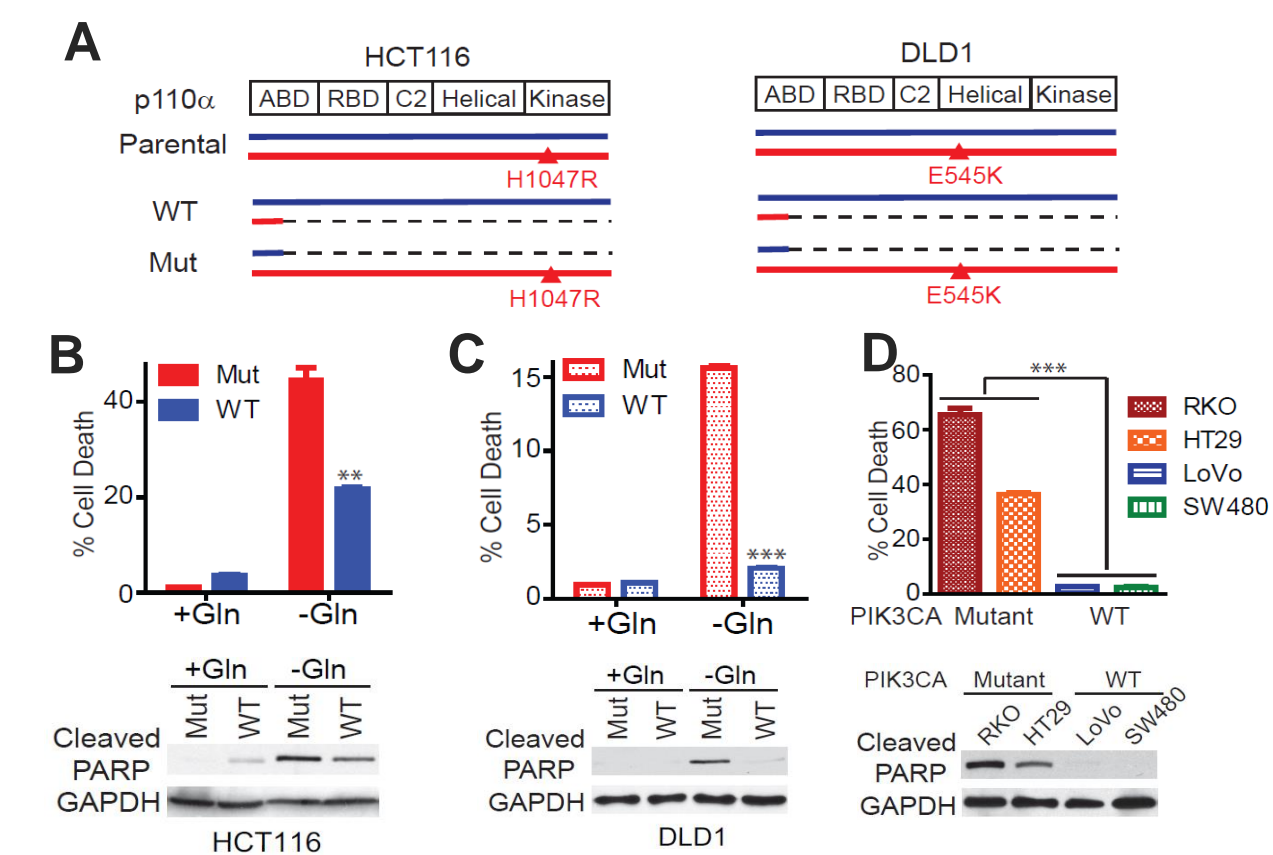 A
HCT116
DLD1
p110α
ABD RBD C2 Helical Kinase
ABD RBD C2 Helical Kinase
Parental
H1047R
E545K
WT
Mut
H1047R
E545K
B
% Cell Death
40
20
0
Mut
WT
**
+Gln -Gln
+Gln -Gln
Mut WT Mut WT
Cleaved
PARP
GAPDH
HCT116
C
% Cell Death
15
10
5
0
Mut
WT
***
+Gln -Gln
+Gln -Gln
Mut WT Mut WT
Cleaved
PARP
GAPDH
DLD1
D
% Cell Death
80
60
40
20
0
***
RKO
HT29
LoVo
SW480
PIK3CA Mutant WT
PIK3CA Mutant WT
RKO HT29 LoVo SW480
Cleaved
PARP
GAPDH